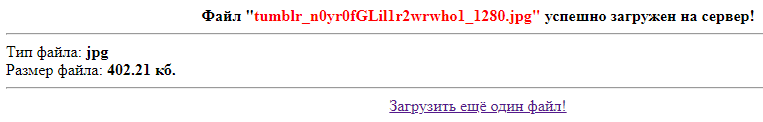 Файл "tumblr_n0yr0fGLil1r2wrwho1_1280.jpg" успешно загружен на сервер!
Тип файла: jpg
Размер файла: 402.21 кб.
Загрузить ещё один файл!